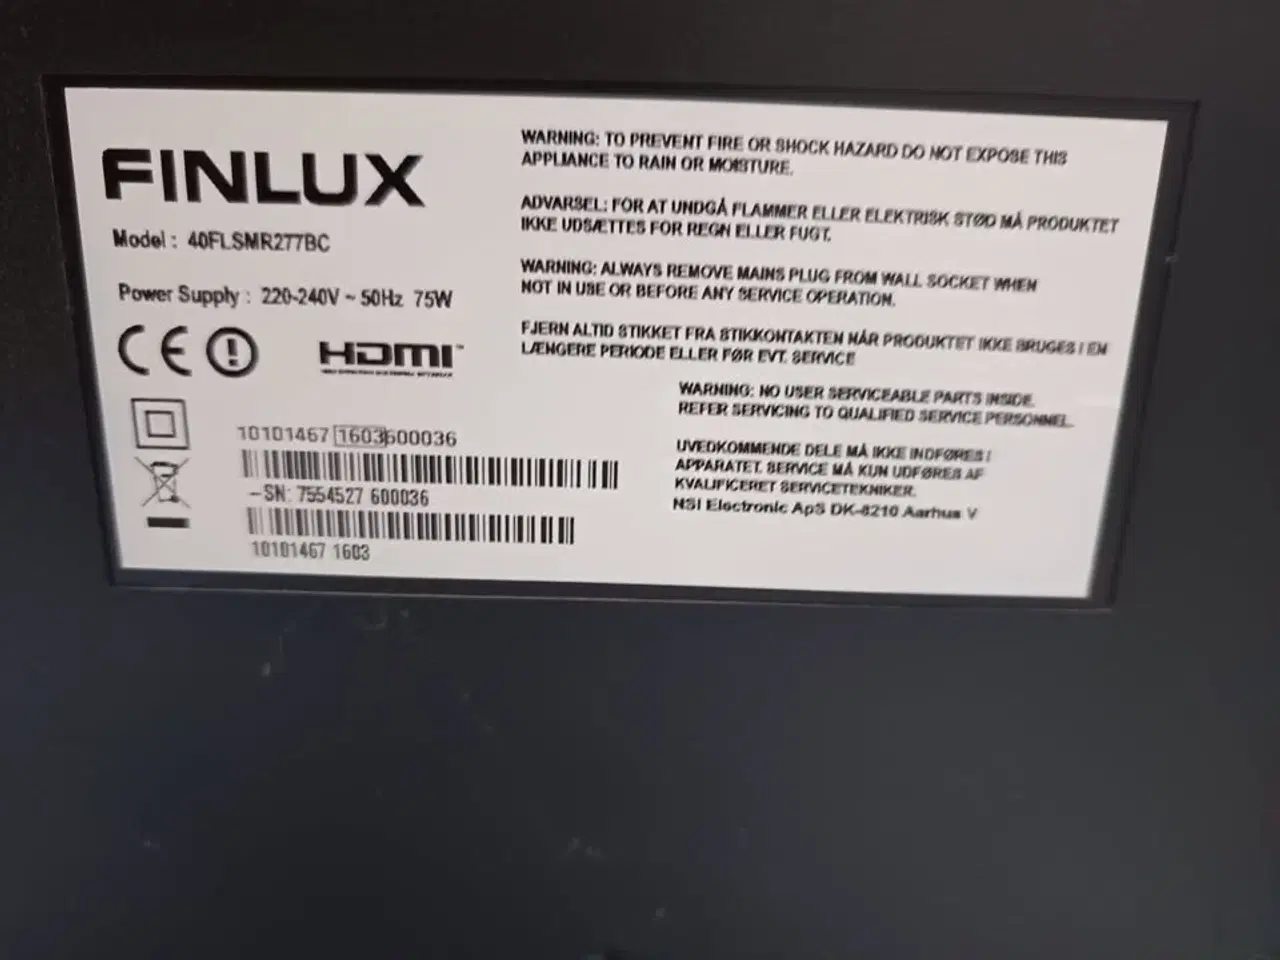 FINLUX
Model : 40FLSMR277BC
Power Supply : 220-240V ~ 50Hz 75W
CE
HDMI™
10101467 1603600036
-SN: 7554527 600036
10101467 1603
WARNING: TO PREVENT FIRE OR SHOCK HAZARD DO NOT EXPOSE THIS
APPLIANCE TO RAIN OR MOISTURE.
ADVARSEL: FOR AT UNDGÅ FLAMMER ELLER ELEKTRISK STØD MÅ PRODUKTET
IKKE UDSÆTTES FOR REGN ELLER FUGT.
WARNING: ALWAYS REMOVE MAINS PLUG FROM WALL SOCKET WHEN
NOT IN USE OR BEFORE ANY SERVICE OPERATION.
FJERN ALTID STIKKET FRA STIKKONTAKTEN NÅR PRODUKTET IKKE BRUGES I EN
LÆNGERE PERIODE ELLER FØR EVT. SERVICE
WARNING: NO USER SERVICEABLE PARTS INSIDE.
REFER SERVICING TO QUALIFIED SERVICE PERSONNEL.
UVEDKOMMENDE DELE MÅ IKKE INDFØRES I
APPARATET. SERVICE MÅ KUN UDFØRES AF
KVALIFICERET SERVICETEKNIKER.
NSI Electronic ApS DK-8210 Aarhus V